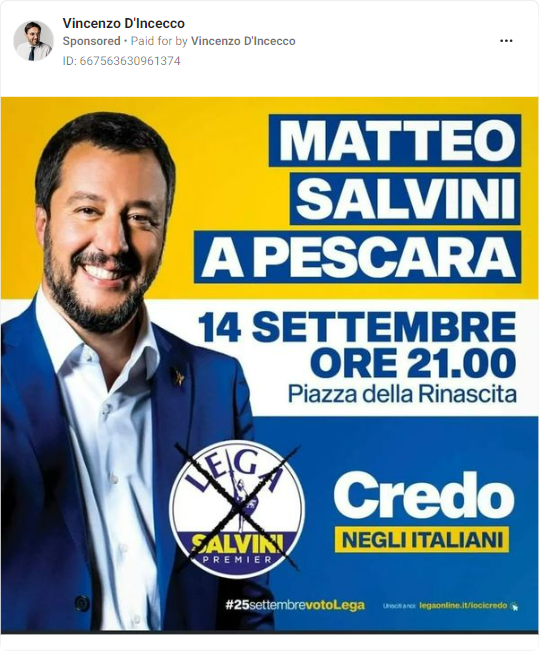 Vincenzo D'Incecco
Sponsored • Paid for by Vincenzo D'Incecco
ID: 667563630961374
MATTEO
SALVINI
A PESCARA
14 SETTEMBRE
ORE 21.00
Piazza della Rinascita
LEGA
SALVINI
PREMIER
Credo
NEGLI ITALIANI
#25settembrevotoLega
Unisciti a noi: legaonline.it/iocicredo